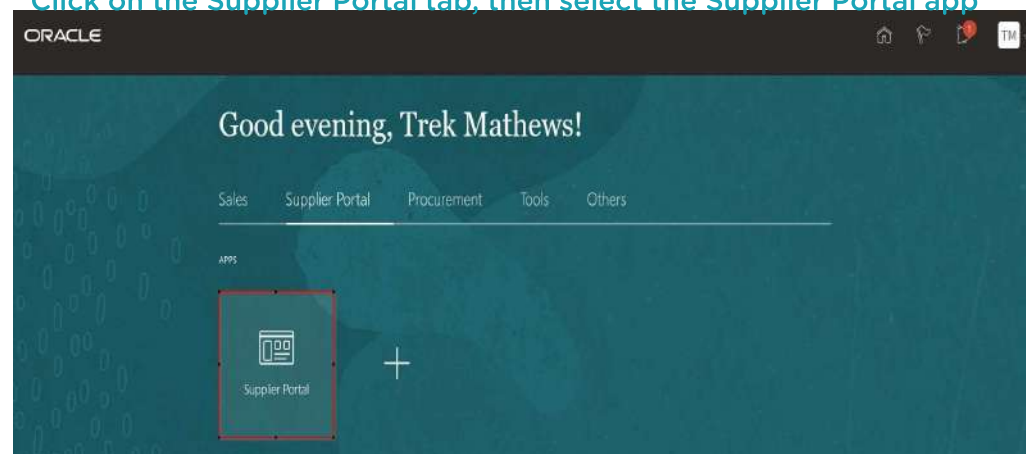 Click on the Supplier Portal tab, then select the Supplier Portal app
ORACLE
1
TM
Good evening, Trek Mathews!
Sales Supplier Portal Procurement Tools Others
APPS
Supplier Portal